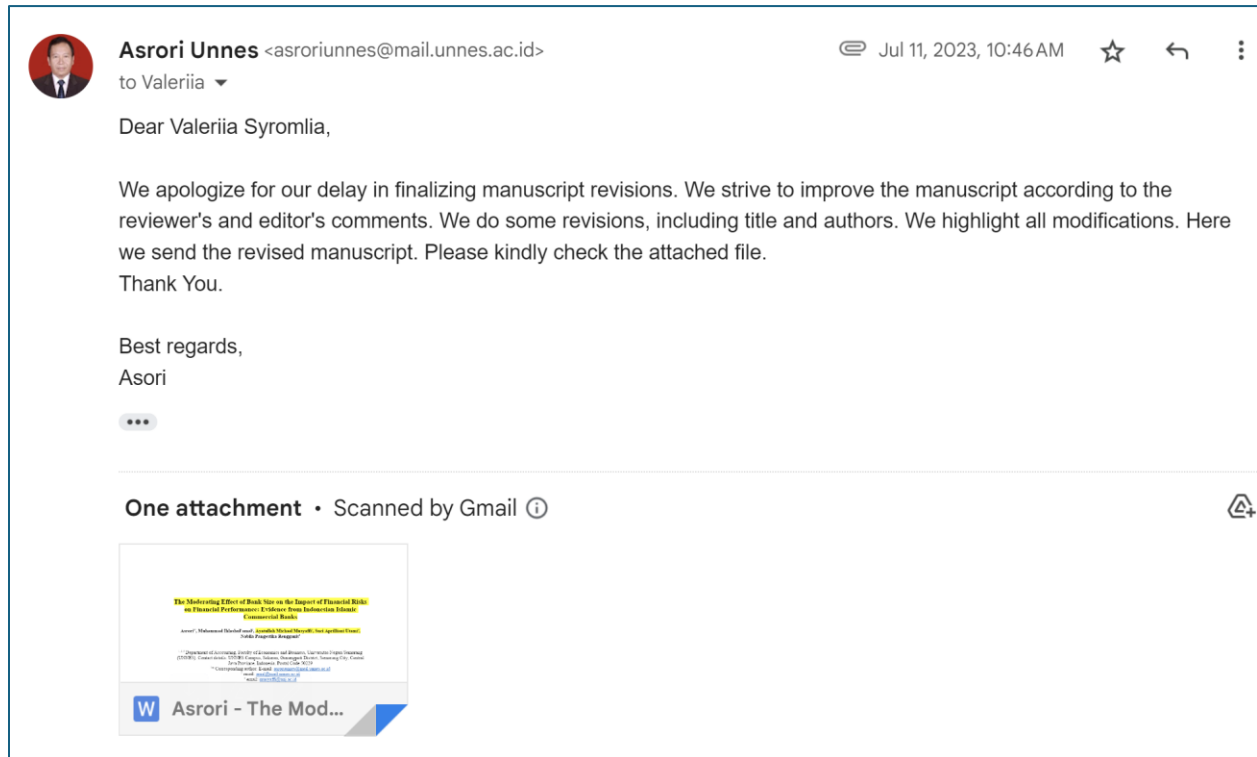 Asrori Unnes <asroriunnes@mail.unnes.ac.id>
Jul 11, 2023, 10:46 AM
to Valeriia
Dear Valeriia Syromlia,
We apologize for our delay in finalizing manuscript revisions. We strive to improve the manuscript according to the
reviewer's and editor's comments. We do some revisions, including title and authors. We highlight all modifications. Here
we send the revised manuscript. Please kindly check the attached file.
Thank You.
Best regards,
Asori
One attachment • Scanned by Gmail
The Moderating Effect of Bank Size on the Impact of Financial Risks
on Financial Performance: Evidence from Indonesian Islamic
Commercial Banks
W Asrori - The Mod...